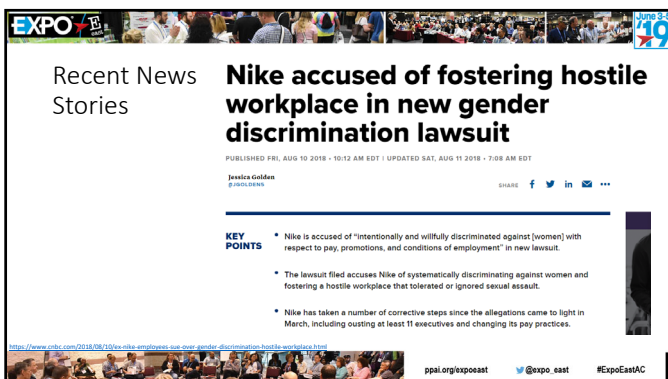 EXPO E
June 3-5
19
Recent News
Stories
Nike accused of fostering hostile
workplace in new gender
discrimination lawsuit
PUBLISHED FRI, AUG 10 2018 • 10:12 AM EDT | UPDATED SAT, AUG 11 2018 • 7:08 AM EDT
Jessica Golden
@JGOLDENS
SHARE
KEY
POINTS
• Nike is accused of “intentionally and willfully discriminated against [women] with
respect to pay, promotions, and conditions of employment” in new lawsuit.
• The lawsuit filed accuses Nike of systematically discriminating against women and
fostering a hostile workplace that tolerated or ignored sexual assault.
• Nike has taken a number of corrective steps since the allegations came to light in
March, including ousting at least 11 executives and changing its pay practices.
https://www.cnbc.com/2018/08/10/ex-nike-employees-sue-over-gender-discrimination-hostile-workplace.html
ppai.org/expoeast
@expo_east
#ExpoEastAC